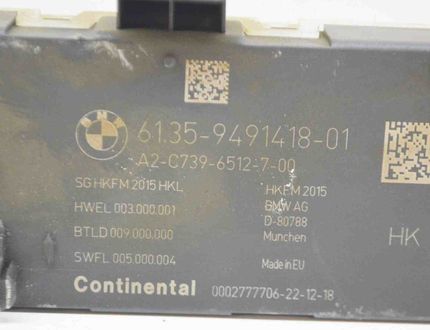 BMW
61.35-9491418-01
A2-C739-6512-7-00
SG HKFM 2015 HKL
HWEL 003.000.001
BTLD 009.000.000
SWFL 005.000.004
HKFM 2015
BMW AG
D-80788
Munchen
Made in EU
HK
Continental
0002777706-22-12-18